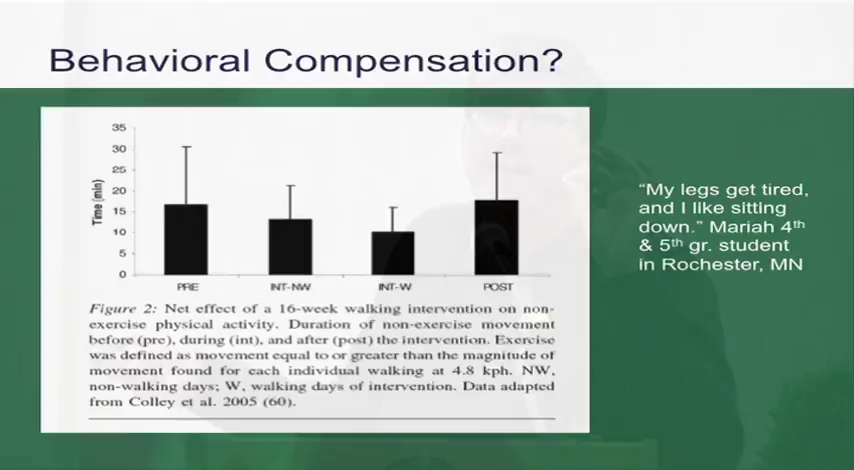 Behavioral Compensation?
35
30
25
20
15
10
5
0
Time (min)
PRE
INT-NW
INT-W
POST
Figure 2: Net effect of a 16-week walking intervention on non-
exercise physical activity. Duration of non-exercise movement
before (pre), during (int), and after (post) the intervention. Exercise
was defined as movement equal to or greater than the magnitude of
movement found for each individual walking at 4.8 kph. NW,
non-walking days; W, walking days of intervention. Data adapted
from Colley et al. 2005 (60).
“My legs get tired,
and I like sitting
down.” Mariah 4th
& 5th gr. student
in Rochester, MN